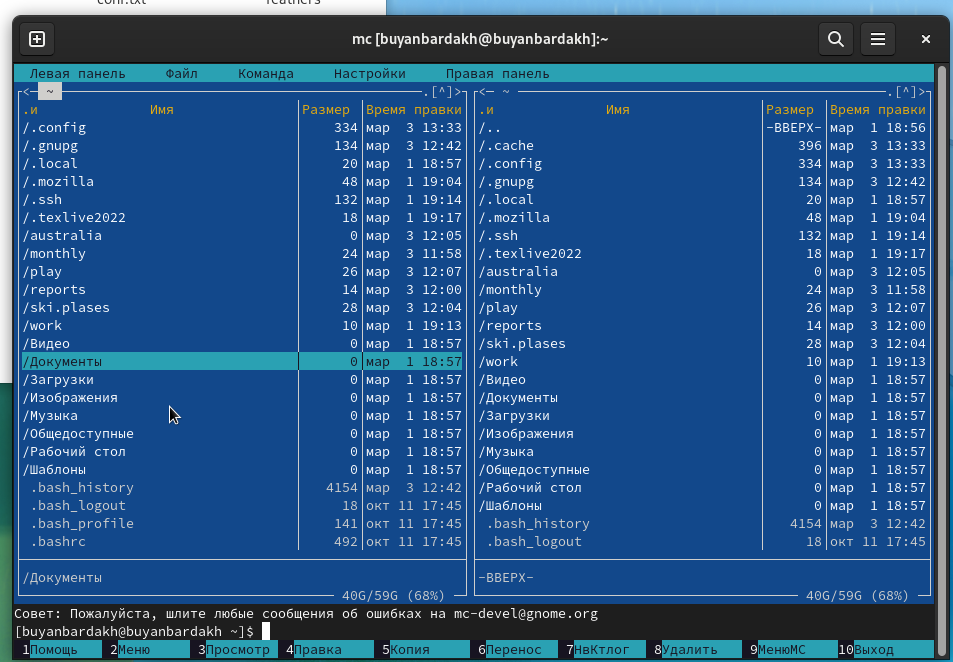 conf.txt feathers
mc [buyanbardakh@buyanbardakh]:~
Левая панель Файл Команда Настройки Правая панель
<— ~ .[^]> <— ~ .[^]>
.и Имя Размер Время правки .и Имя Размер Время правки
/.config 334 мар 3 13:33 /.. -ВВЕРХ- мар 1 18:56
/.gnupg 134 мар 3 12:42 /.cache 396 мар 3 13:33
/.local 20 мар 1 18:57 /.config 334 мар 3 13:33
/.mozilla 48 мар 1 19:04 /.gnupg 134 мар 3 12:42
/.ssh 132 мар 1 19:14 /.local 20 мар 1 18:57
/.texlive2022 18 мар 1 19:17 /.mozilla 48 мар 1 19:04
/australia 0 мар 3 12:05 /.ssh 132 мар 1 19:14
/monthly 24 мар 3 11:58 /.texlive2022 18 мар 1 19:17
/play 26 мар 3 12:07 /australia 0 мар 3 12:05
/reports 14 мар 3 12:00 /monthly 24 мар 3 11:58
/ski.plases 28 мар 3 12:04 /play 26 мар 3 12:07
/work 10 мар 1 19:13 /reports 14 мар 3 12:00
/Видео 0 мар 1 18:57 /ski.plases 28 мар 3 12:04
/Документы 0 мар 1 18:57 /work 10 мар 1 19:13
/Загрузки 0 мар 1 18:57 /Видео 0 мар 1 18:57
/Изображения 0 мар 1 18:57 /Документы 0 мар 1 18:57
/Музыка 0 мар 1 18:57 /Загрузки 0 мар 1 18:57
/Общедоступные 0 мар 1 18:57 /Изображения 0 мар 1 18:57
/Рабочий стол 0 мар 1 18:57 /Музыка 0 мар 1 18:57
/Шаблоны 0 мар 1 18:57 /Общедоступные 0 мар 1 18:57
.bash_history 4154 мар 3 12:42 /Рабочий стол 0 мар 1 18:57
.bash_logout 18 окт 11 17:45 /Шаблоны 0 мар 1 18:57
.bash_profile 141 окт 11 17:45 .bash_history 4154 мар 3 12:42
.bashrc 492 окт 11 17:45 .bash_logout 18 окт 11 17:45
/Документы -ВВЕРХ-
40G/59G (68%) 40G/59G (68%)
Совет: Пожалуйста, шлите любые сообщения об ошибках на mc-devel@gnome.org
[buyanbardakh@buyanbardakh ~]$
1Помощь 2Меню 3Просмотр 4Правка 5Копия 6Перенос 7НвКтлог 8Удалить 9МенюМС 10Выход